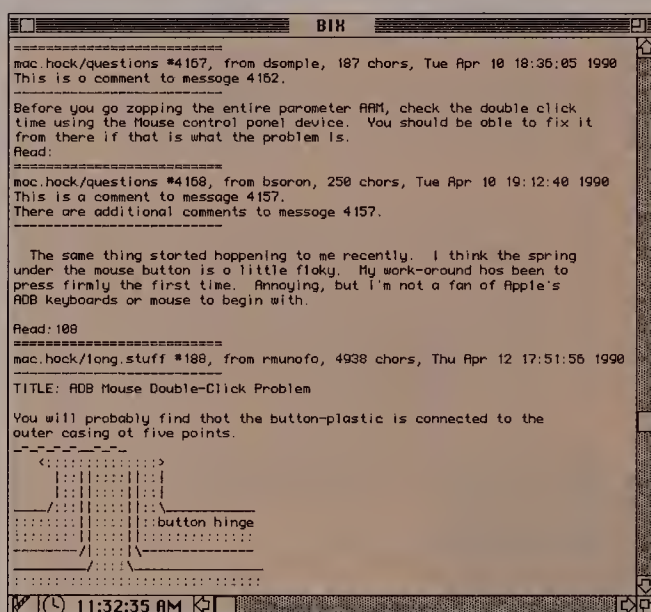 BIX
==========================
mac.hack/questions #4167, from dsample, 187 chars, Tue Apr 10 18:36:05 1990
This is a comment to message 4162.
--------------------------
Before you go zapping the entire parameter RAM, check the double click
time using the Mouse control panel device. You should be able to fix it
from there if that is what the problem is.
Read:
==========================
mac.hack/questions #4168, from bsoron, 250 chars, Tue Apr 10 19:12:40 1990
This is a comment to message 4157.
There are additional comments to message 4157.
--------------------------
The same thing started happening to me recently. I think the spring
under the mouse button is a little flaky. My work-around has been to
press firmly the first time. Annoying, but I'm not a fan of Apple's
ADB keyboards or mouse to begin with.
Read:108
==========================
mac.hack/long.stuff #188, from rmunafo, 4938 chars, Thu Apr 12 17:51:56 1990
--------------------------
TITLE: ADB Mouse Double-Click Problem
You will probably find that the button-plastic is connected to the
outer casing at five points.
button hinge
11:32:35 AM